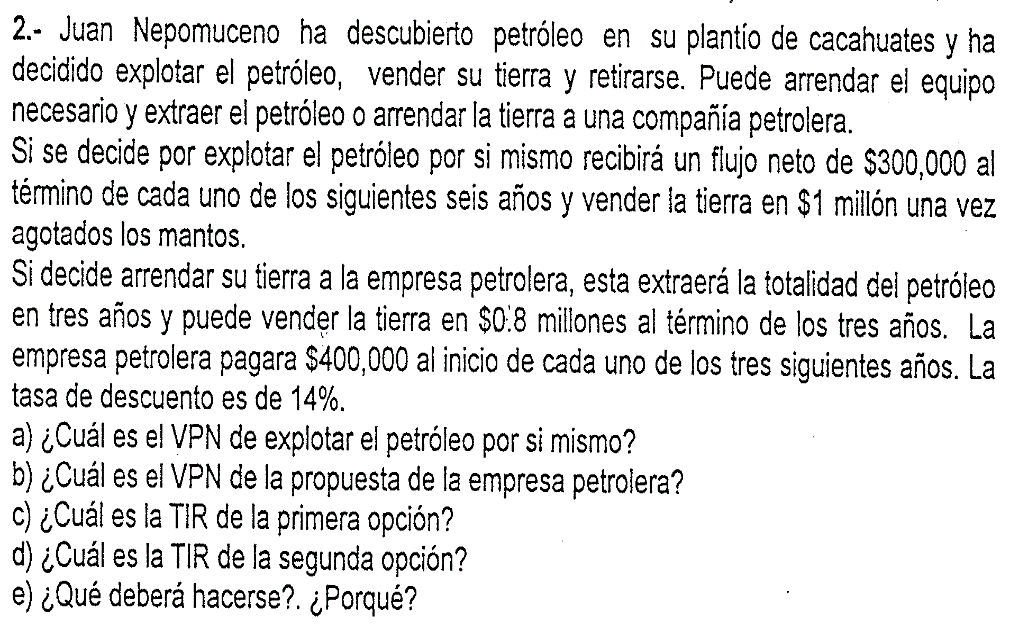 2.- Juan Nepomuceno ha descubierto petróleo en su plantío de cacahuates y ha
decidido explotar el petróleo, vender su tierra y retirarse. Puede arrendar el equipo
necesario y extraer el petróleo o arrendar la tierra a una compañía petrolera.
Si se decide por explotar el petróleo por si mismo recibirá un flujo neto de $300,000 al
término de cada uno de los siguientes seis años y vender la tierra en $1 millón una vez
agotados los mantos.
Si decide arrendar su tierra a la empresa petrolera, esta extraerá la totalidad del petróleo
en tres años y puede vender la tierra en $0.8 millones al término de los tres años. La
empresa petrolera pagara $400,000 al inicio de cada uno de los tres siguientes años. La
tasa de descuento es de 14%.
a) ¿Cuál es el VPN de explotar el petróleo por si mismo?
b) ¿Cuál es el VPN de la propuesta de la empresa petrolera?
c) ¿Cuál es la TIR de la primera opción?
d) ¿Cuál es la TIR de la segunda opción?
e) ¿Qué deberá hacerse?. ¿Porqué?